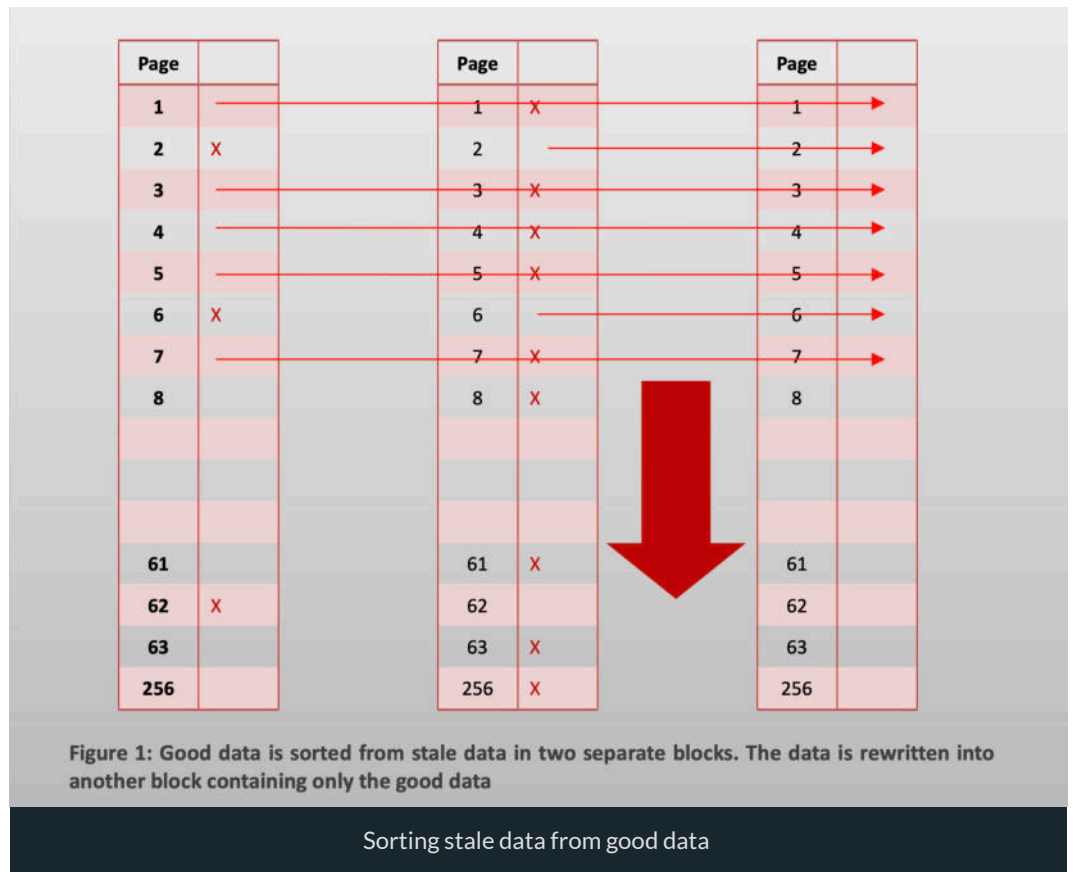 Page Page Page
1 1 X 1
2 X 2 2
3 3 X 3
4 4 X 4
5 5 X 5
6 X 6 6
7 7 X 7
8 8 X 8
61 61 X 61
62 X 62 62
63 63 X 63
256 256 X 256
Figure 1: Good data is sorted from stale data in two separate blocks. The data is rewritten into
another block containing only the good data
Sorting stale data from good data